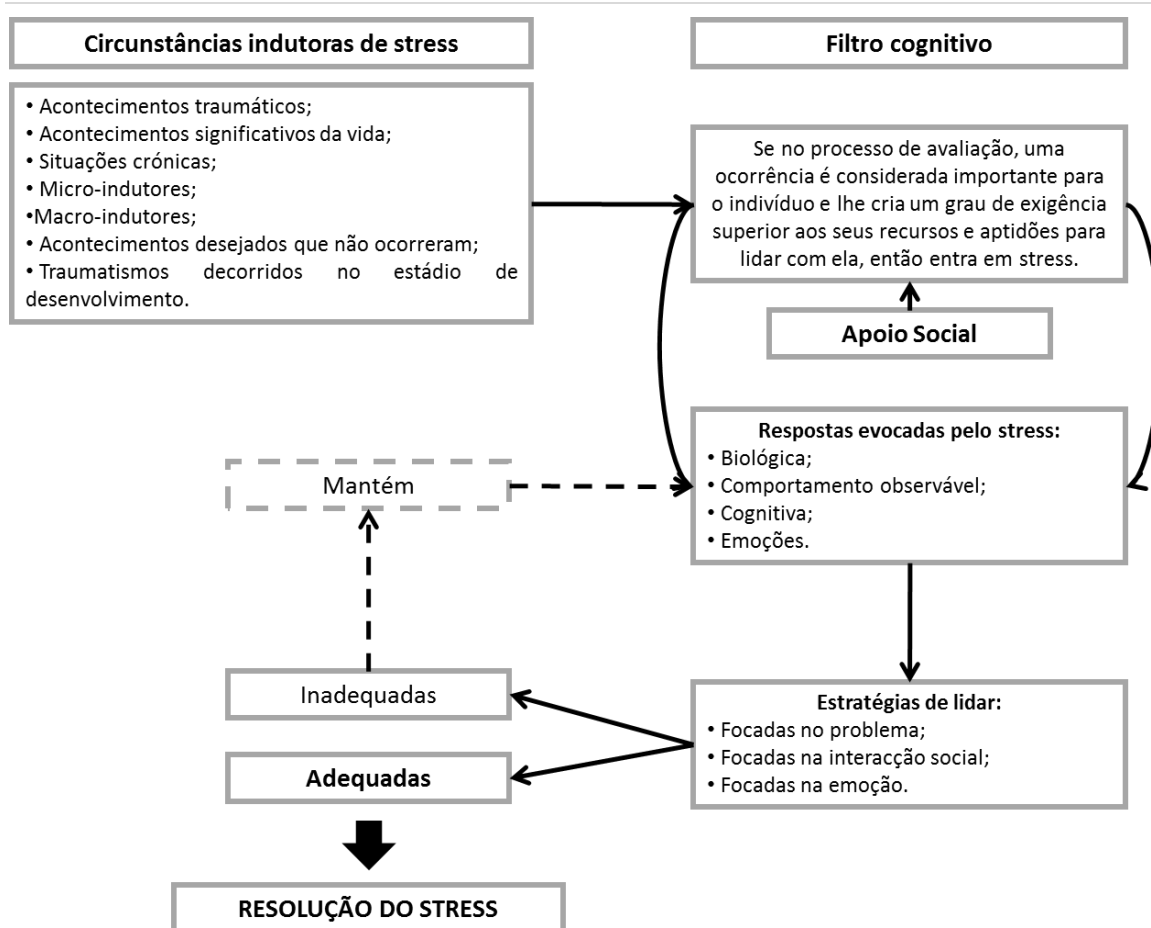 Circunstâncias indutoras de stress
• Acontecimentos traumáticos;
• Acontecimentos significativos da vida;
• Situações crónicas;
• Micro-indutores;
•Macro-indutores;
• Acontecimentos desejados que não ocorreram;
• Traumatismos decorridos no estádio de
desenvolvimento.
Filtro cognitivo
Se no processo de avaliação, uma
ocorrência é considerada importante para
o indivíduo e lhe cria um grau de exigência
superior aos seus recursos e aptidões para
lidar com ela, então entra em stress.
Apoio Social
Respostas evocadas pelo stress:
• Biológica;
• Comportamento observável;
• Cognitiva;
• Emoções.
Mantém
Inadequadas
Adequadas
Estratégias de lidar:
• Focadas no problema;
• Focadas na interacção social;
• Focadas na emoção.
RESOLUÇÃO DO STRESS